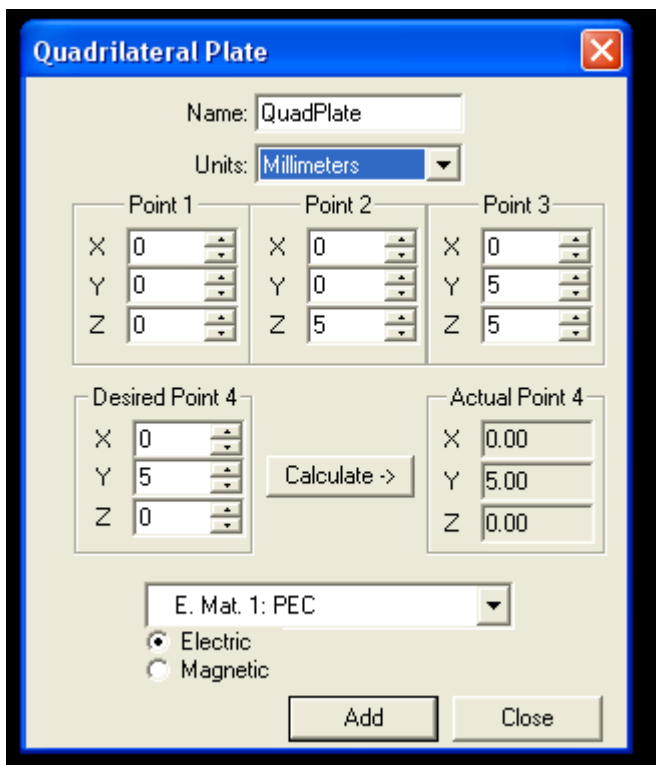 Quadrilateral Plate
Name: QuadPlate
Units: Millimeters
Point 1 Point 2 Point 3
X 0 X 0 X 0
Y 0 Y 0 Y 5
Z 0 Z 5 Z 5
Desired Point 4 Actual Point 4
X 0 X 0.00
Y 5 Calculate -> Y 5.00
Z 0 Z 0.00
E. Mat. 1: PEC
Electric
Magnetic
Add Close